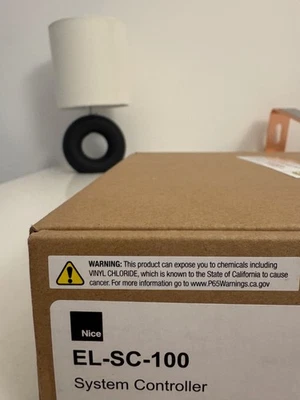 WARNING: This product can expose you to chemicals including
VINYL CHLORIDE, which is known to the State of California to cause
cancer. For more information go to www.P65Warnings.ca.gov
Nice
EL-SC-100
System Controller